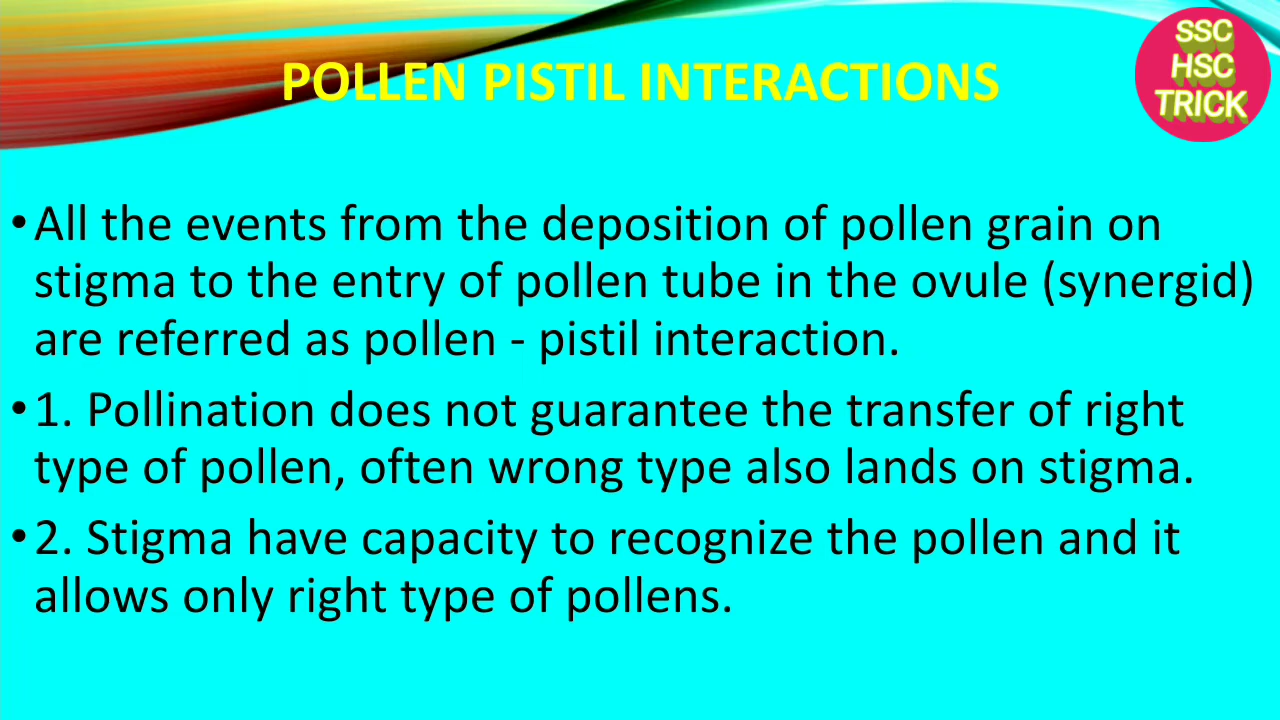 SSC
HSC
TRICK
POLLEN PISTIL INTERACTIONS
•All the events from the deposition of pollen grain on
stigma to the entry of pollen tube in the ovule (synergid)
are referred as pollen - pistil interaction.
•1. Pollination does not guarantee the transfer of right
type of pollen, often wrong type also lands on stigma.
•2. Stigma have capacity to recognize the pollen and it
allows only right type of pollens.